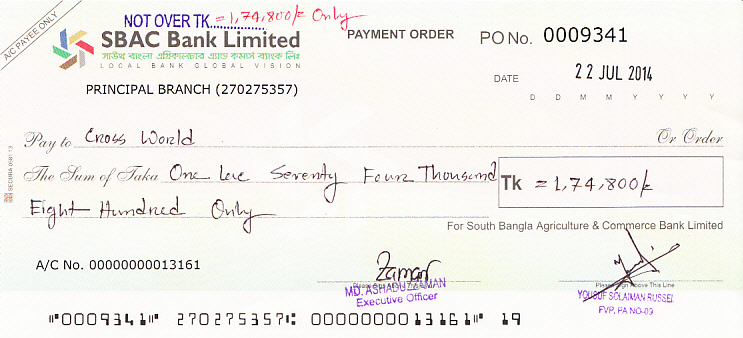 A/C PAYEE ONLY
NOT OVER TK. = 1,74,800/= Only
SBAC Bank Limited
সাউথ বাংলা এগ্রিকালচার এ্যান্ড কমার্স ব্যাংক লিঃ
LOCAL BANK GLOBAL VISION
PRINCIPAL BRANCH (270275357)
PAYMENT ORDER
PO No. 0009341
DATE 22 JUL 2014
D D M M Y Y Y Y
Pay to Cross World Or Order
The Sum of Taka One lac Seventy Four Thousand
Eight Hundred Only
Tk = 1,74,800/=
For South Bangla Agriculture & Commerce Bank Limited
A/C No. 00000000013161
Zaman
MD. ASHADUZZAMAN
Executive Officer
Please Sign Above This Line
YOUSUF SOLAIMAN RUSSEL
FVP, PA NO-09
⑈0009341⑈ 270275357⑆ 0000000013161⑈ 19